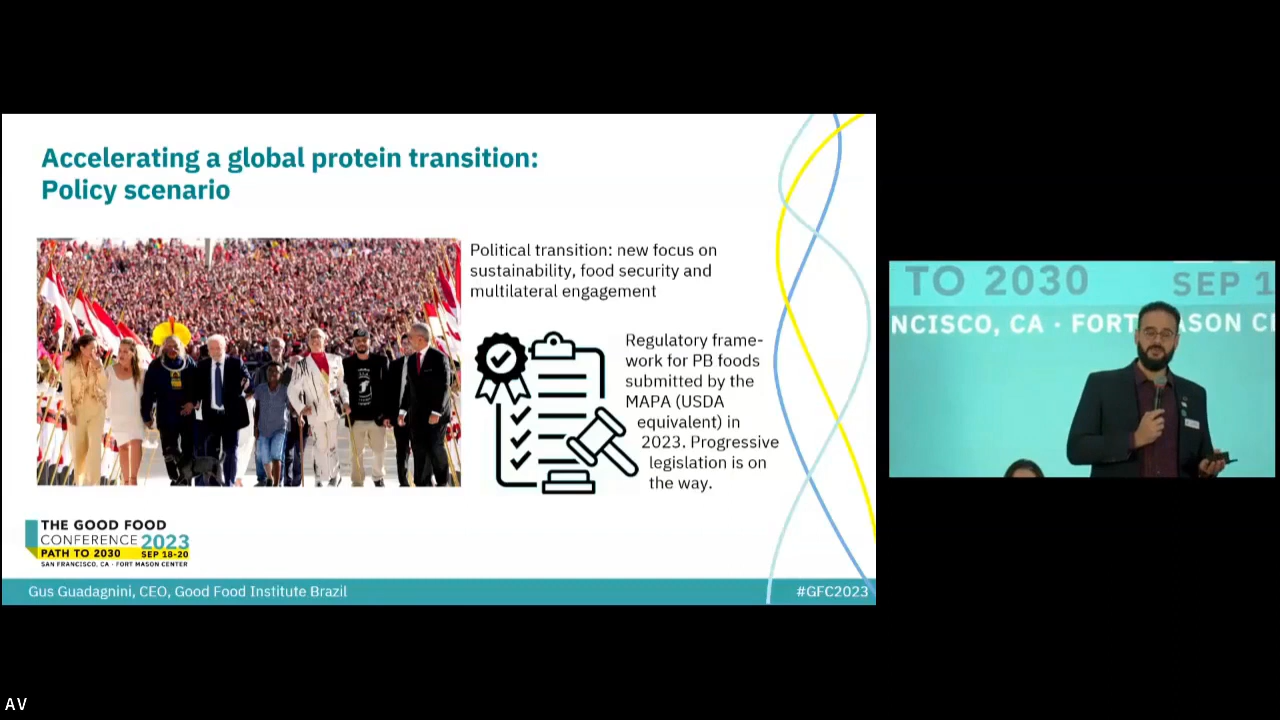 Accelerating a global protein transition:
Policy scenario
Political transition: new focus on
sustainability, food security and
multilateral engagement
Regulatory frame-
work for PB foods
submitted by the
MAPA (USDA
equivalent) in
2023. Progressive
legislation is on
the way.
THE GOOD FOOD
CONFERENCE 2023
PATH TO 2030 SEP 18-20
SAN FRANCISCO, CA · FORT MASON CENTER
Gus Guadagnini, CEO, Good Food Institute Brazil
#GFC2023
TO 2030 SEP 1
NCISCO, CA · FORT MASON CE
AV